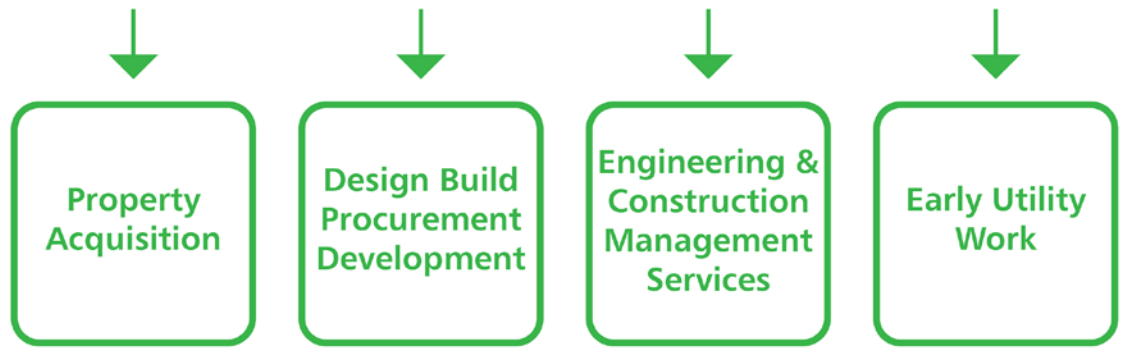 Property
Acquisition
Design Build
Procurement
Development
Engineering &
Construction
Management
Services
Early Utility
Work